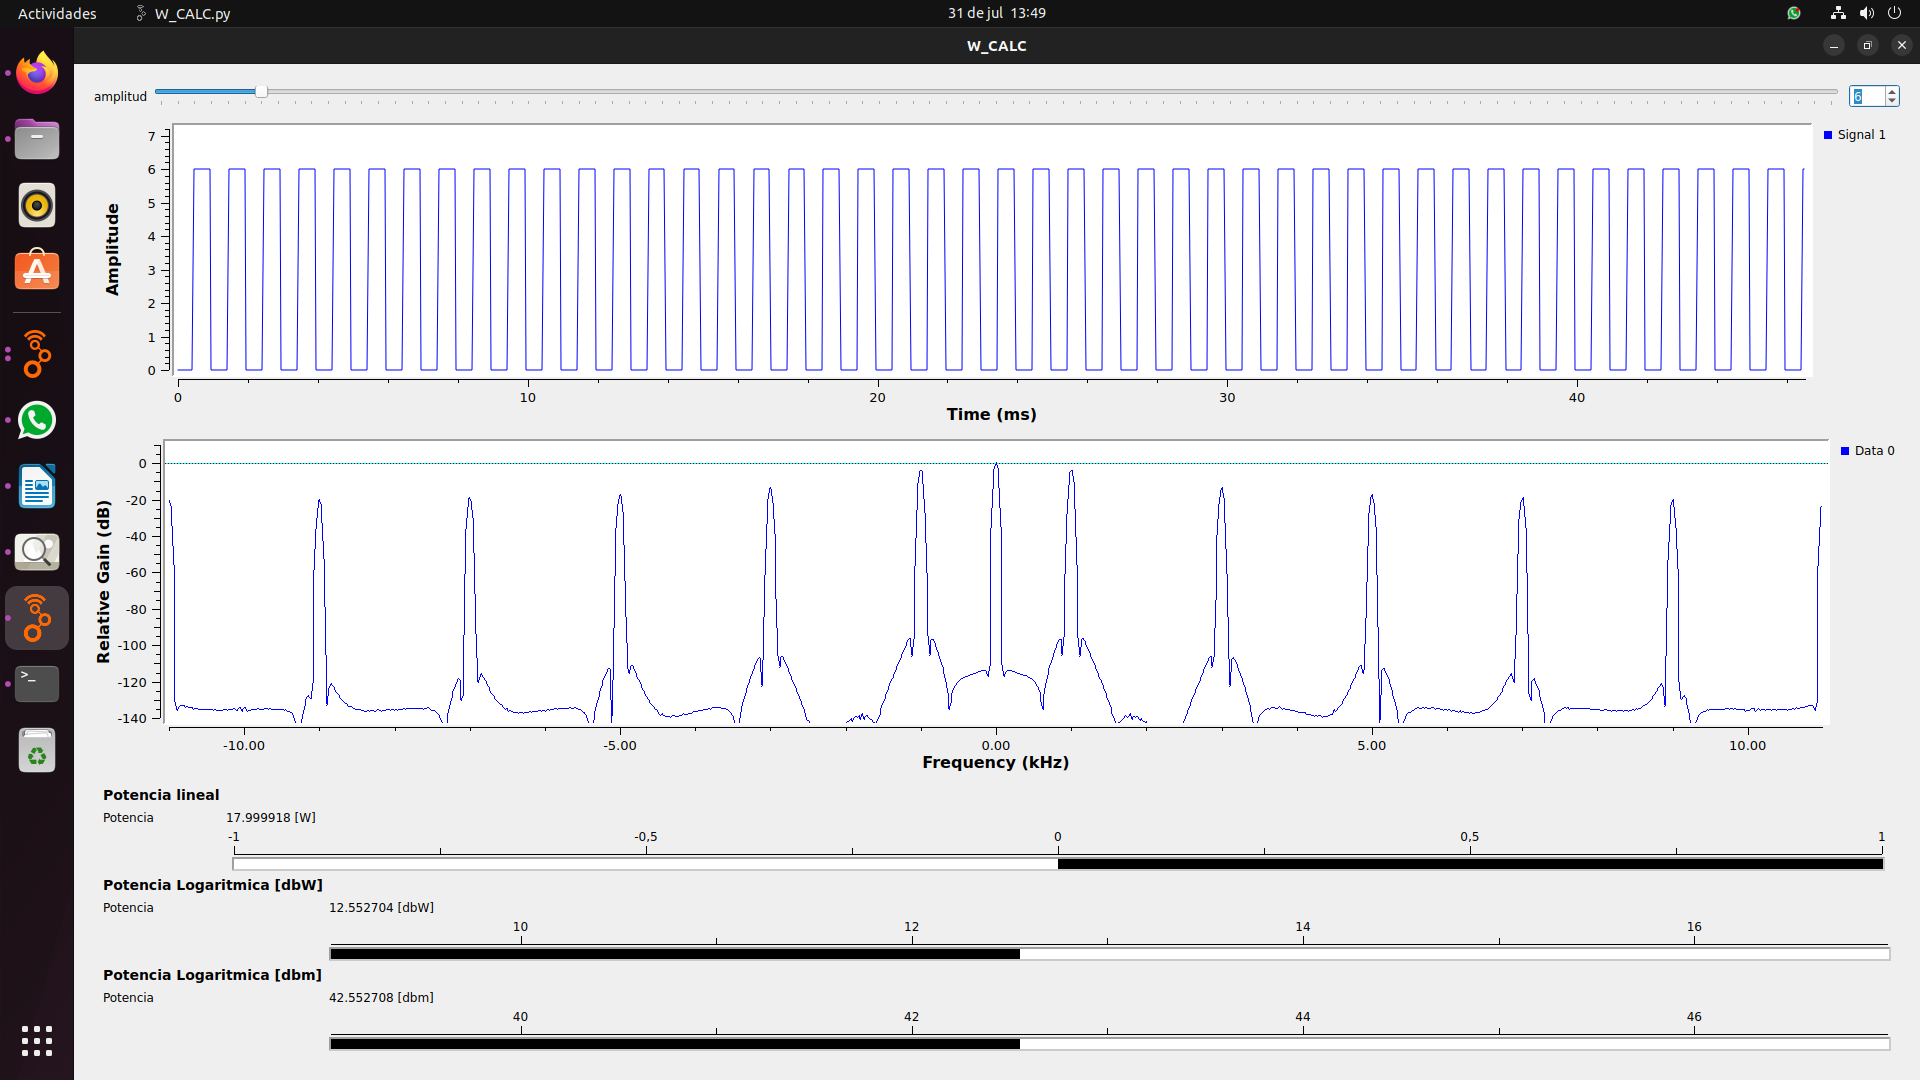 Actividades W_CALC.py 31 de jul 13:49
W_CALC
amplitud 6
7
6
5
4
3
2
1
0
Amplitude
Signal 1
0 10 20 30 40
Time (ms)
0
-20
-40
-60
-80
-100
-120
-140
Relative Gain (dB)
Data 0
-10.00 -5.00 0.00 5.00 10.00
Frequency (kHz)
Potencia lineal
Potencia 17.999918 [W]
-1 -0,5 0 0,5 1
Potencia Logaritmica [dbW]
Potencia 12.552704 [dbW]
10 12 14 16
Potencia Logaritmica [dbm]
Potencia 42.552708 [dbm]
40 42 44 46